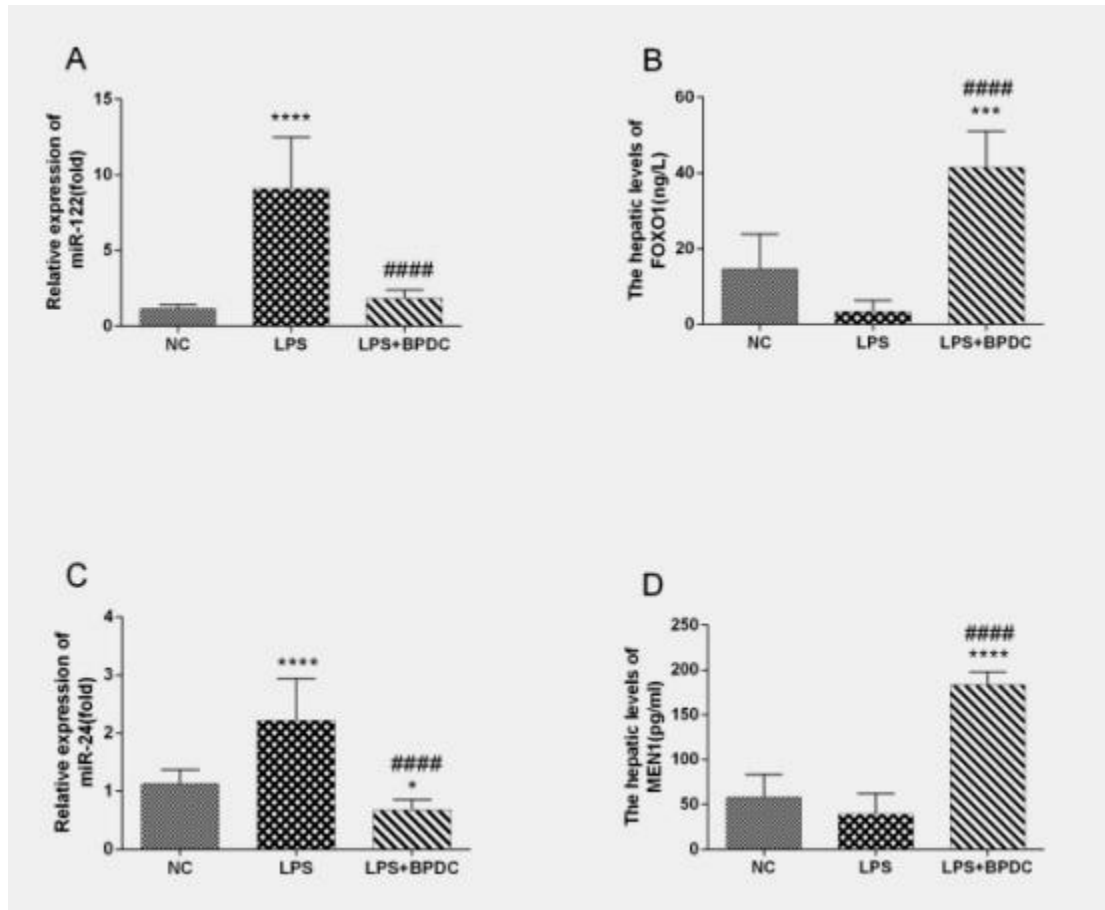 A
Relative expression of
miR-122(fold)
15
10
5
0
****
####
NC LPS LPS+BPDC
B
The hepatic levels of
FOXO1(ng/L)
60
40
20
0
####
***
NC LPS LPS+BPDC
C
Relative expression of
miR-24(fold)
4
3
2
1
0
****
####
*
NC LPS LPS+BPDC
D
The hepatic levels of
MEN1(pg/ml)
250
200
150
100
50
0
####
****
NC LPS LPS+BPDC